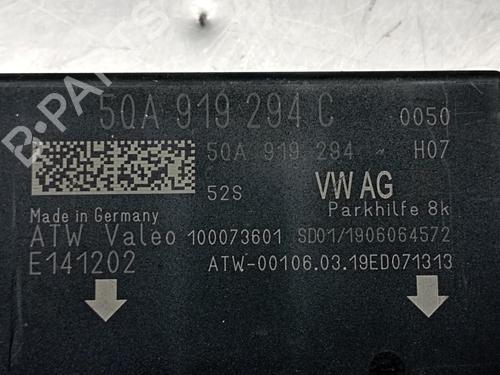 5QA 919 294 C 0050
5QA 919 294 H07
52S VW AG
Parkhilfe 8k
Made in Germany
ATW Valeo 100073601 SD01/1906064572
E141202 ATW-00106.03.19ED071313
B-PARTS